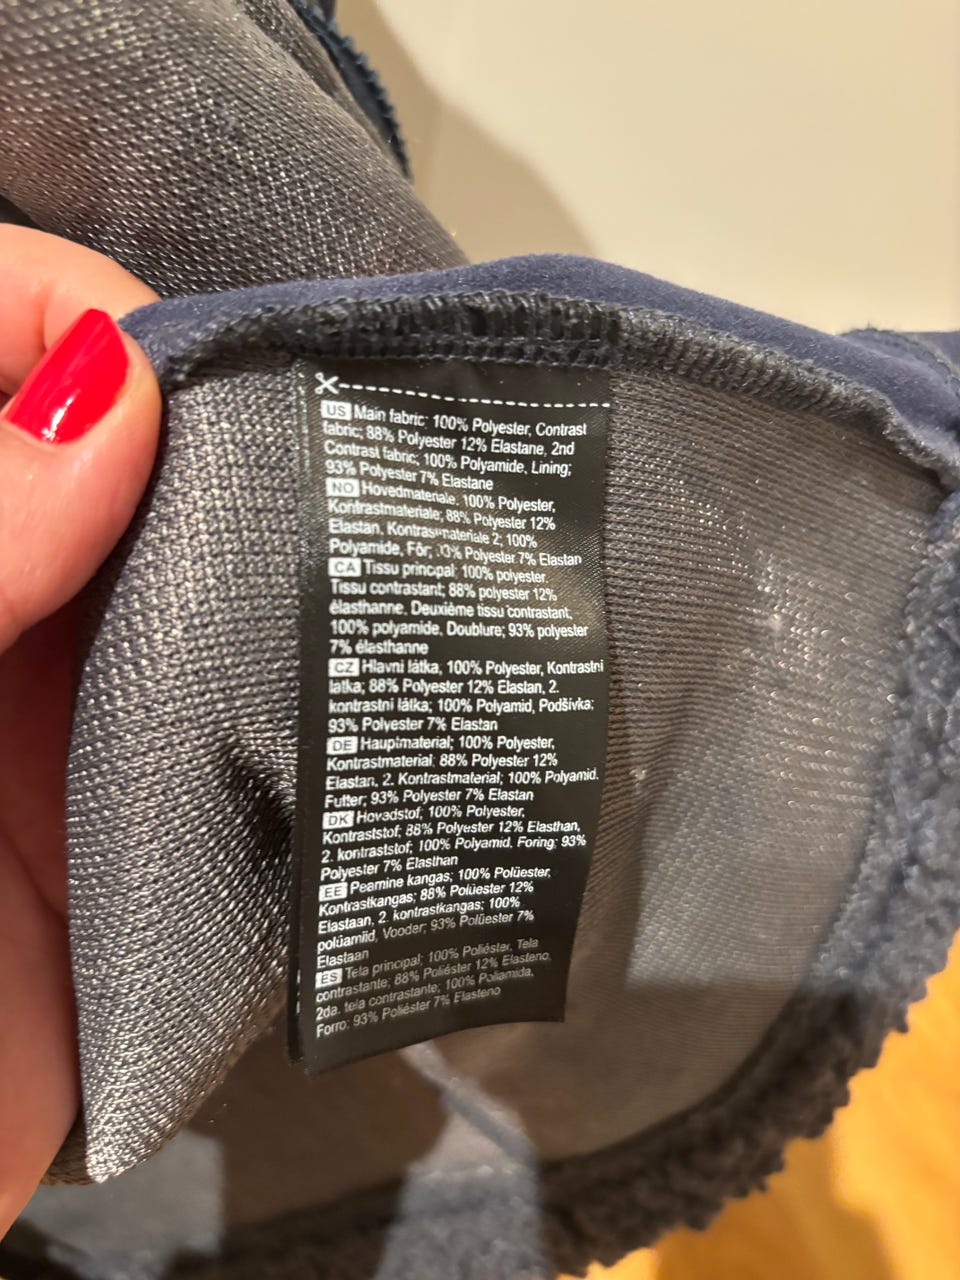 US Main fabric; 100% Polyester, Contrast
fabric; 88% Polyester 12% Elastane, 2nd
Contrast fabric; 100% Polyamide, Lining;
93% Polyester 7% Elastane
NO Hovedmateriale, 100% Polyester,
Kontrastmateriale; 88% Polyester 12%
Elastan, Kontrastmateriale 2; 100%
Polyamide, Fôr; 93% Polyester 7% Elastan
CA Tissu principal; 100% polyester,
Tissu contrastant; 88% polyester 12%
élasthanne, Deuxième tissu contrastant,
100% polyamide, Doublure; 93% polyester
7% élasthanne
CZ Hlavní látka, 100% Polyester, Kontrastni
latka; 88% Polyester 12% Elastan, 2.
kontrastní látka; 100% Polyamid, Podšívka;
93% Polyester 7% Elastan
DE Hauptmaterial; 100% Polyester,
Kontrastmaterial; 88% Polyester 12%
Elastan, 2. Kontrastmaterial; 100% Polyamid.
Futter; 93% Polyester 7% Elastan
DK Hovedstof; 100% Polyester,
Kontraststof; 88% Polyester 12% Elasthan,
2. kontraststof; 100% Polyamid. Foring; 93%
Polyester 7% Elasthan
EE Peamine kangas; 100% Polüester,
Kontrastkangas; 88% Polüester 12%
Elastaan, 2. kontrastkangas; 100%
polüamiid, Vooder; 93% Polüester 7%
Elastaan
ES Tela principal; 100% Poliéster, Tela
contrastante; 88% Poliéster 12% Elasteno,
2da. tela contrastante; 100% Poliamida,
Forro; 93% Poliéster 7% Elasteno